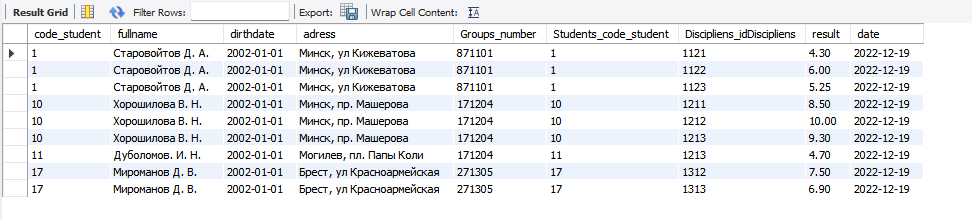 Result Grid Filter Rows: Export: Wrap Cell Content: IA
code_student fullname dirthdate adress Groups_number Students_code_student Discipliens_idDiscipliens result date
1 Старовойтов Д. А. 2002-01-01 Минск, ул Кижеватова 871101 1 1121 4.30 2022-12-19
1 Старовойтов Д. А. 2002-01-01 Минск, ул Кижеватова 871101 1 1122 6.00 2022-12-19
1 Старовойтов Д. А. 2002-01-01 Минск, ул Кижеватова 871101 1 1123 5.25 2022-12-19
10 Хорошилова В. Н. 2002-01-01 Минск, пр. Машерова 171204 10 1211 8.50 2022-12-19
10 Хорошилова В. Н. 2002-01-01 Минск, пр. Машерова 171204 10 1212 10.00 2022-12-19
10 Хорошилова В. Н. 2002-01-01 Минск, пр. Машерова 171204 10 1213 9.30 2022-12-19
11 Дуболомов. И. Н. 2002-01-01 Могилев, пл. Папы Коли 171204 11 1213 4.70 2022-12-19
17 Мироманов Д. В. 2002-01-01 Брест, ул Красноармейская 271305 17 1312 7.50 2022-12-19
17 Мироманов Д. В. 2002-01-01 Брест, ул Красноармейская 271305 17 1313 6.90 2022-12-19